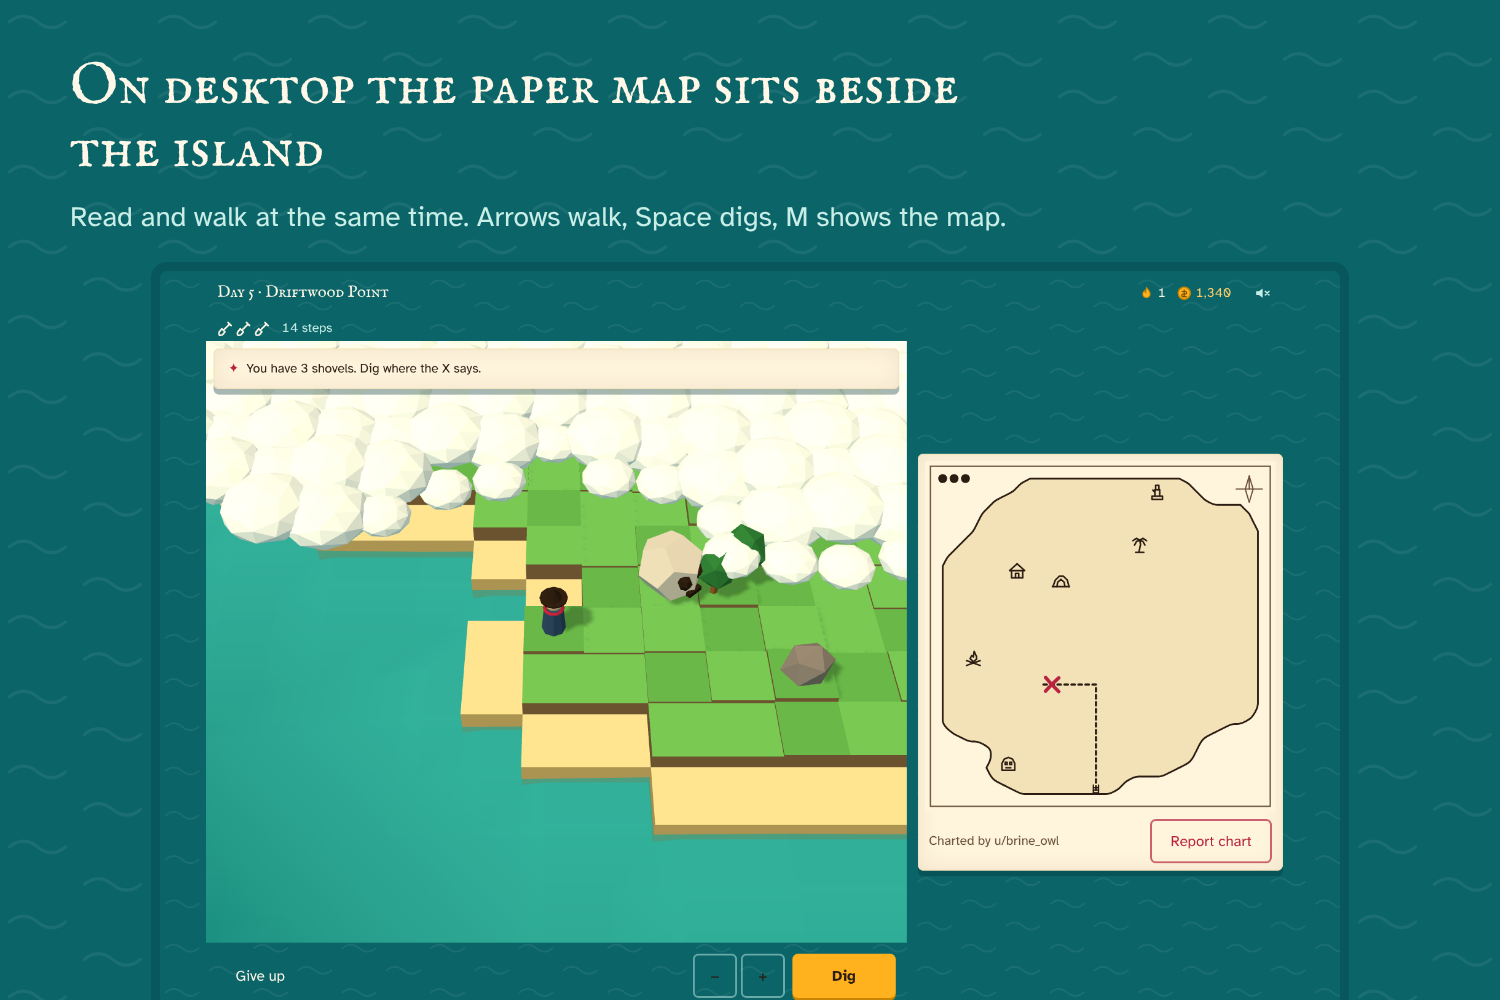 On desktop the paper map sits beside
the island
Read and walk at the same time. Arrows walk, Space digs, M shows the map.
Day 5 · Driftwood Point
1
1,340
14 steps
You have 3 shovels. Dig where the X says.
Charted by u/brine_owl
Report chart
Give up
−
+
Dig